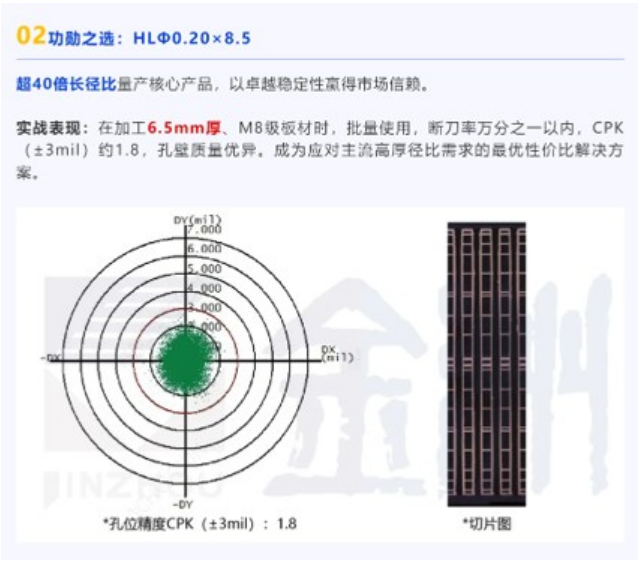 02功勋之选：HLΦ0.20×8.5
超40倍长径比量产核心产品，以卓越稳定性赢得市场信赖。
实战表现：在加工6.5mm厚、M8级板材时，批量使用，断刀率万分之一以内，CPK
（±3mil）约1.8，孔壁质量优异。成为应对主流高厚径比需求的最优性价比解决方
案。
DY(mil)
7.000
6.000
5.000
4.000
3.000
-DX
DX
(mil)
-DY
金洲
JINZHOU
*孔位精度CPK（±3mil）：1.8
*切片图